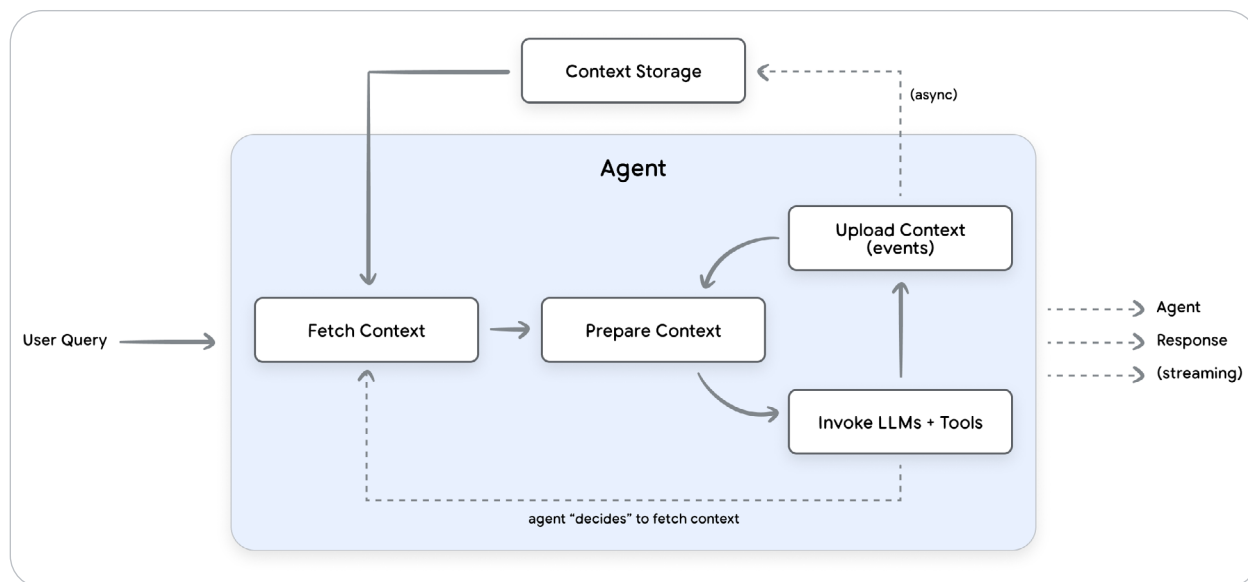 Context Storage
(async)
Agent
Upload Context
(events)
User Query
Fetch Context
Prepare Context
Agent
Response
(streaming)
Invoke LLMs + Tools
agent “decides” to fetch context